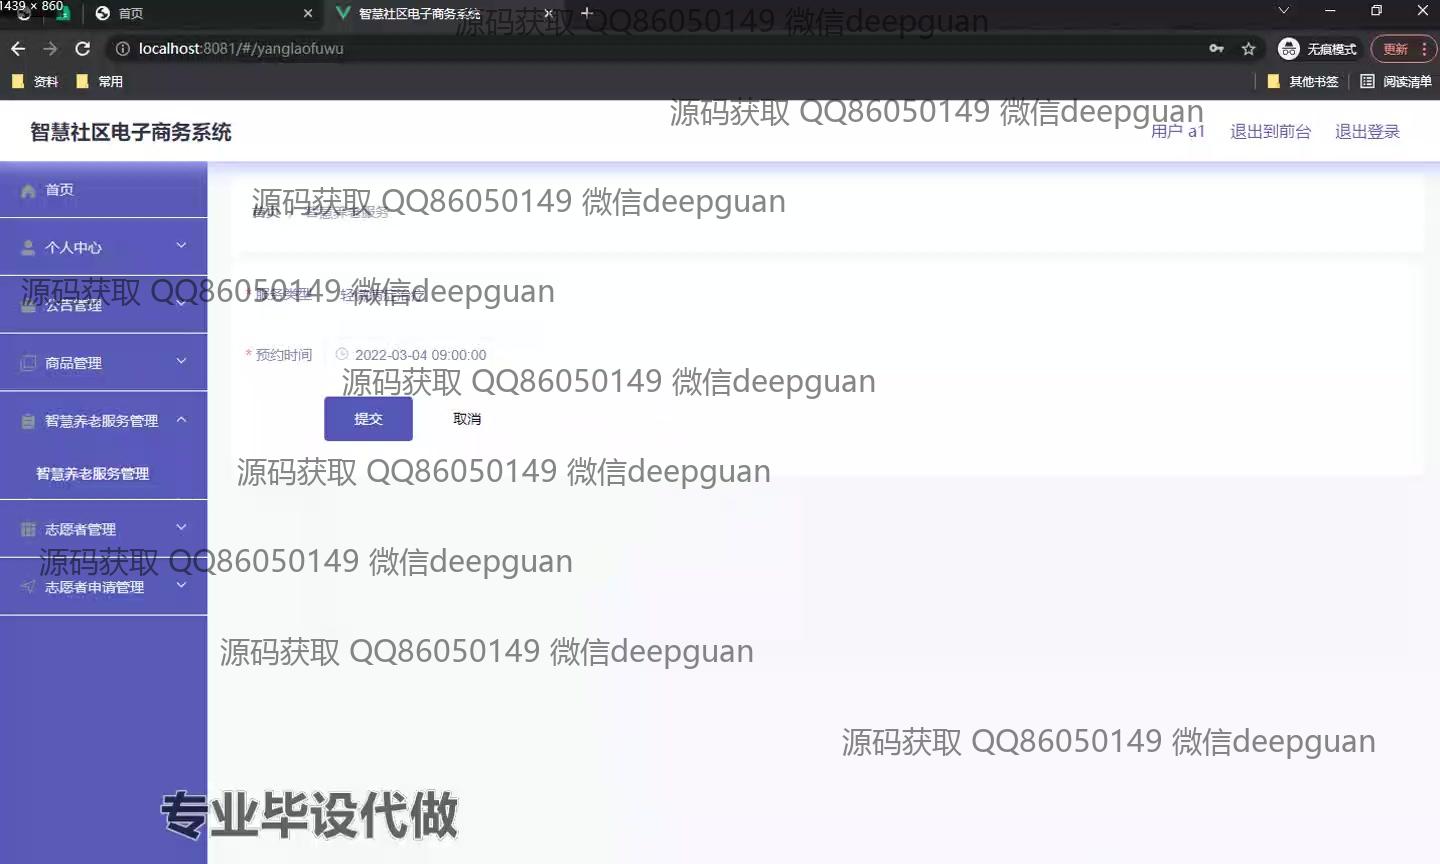 1439 × 860
首页
智慧社区电子商务系统
源码获取 QQ86050149 微信deepguan
localhost:8081/#/yanglaofuwu
无痕模式
更新
资料
常用
其他书签
阅读清单
源码获取 QQ86050149 微信deepguan
智慧社区电子商务系统
用户 a1
退出到前台
退出登录
首页
源码获取 QQ86050149 微信deepguan
首页 / 智慧养老服务
个人中心
源码获取 QQ86050149 微信deepguan
* 服务类型
公告管理
* 预约时间
2022-03-04 09:00:00
商品管理
源码获取 QQ86050149 微信deepguan
提交
取消
智慧养老服务管理
智慧养老服务管理
源码获取 QQ86050149 微信deepguan
志愿者管理
源码获取 QQ86050149 微信deepguan
志愿者申请管理
源码获取 QQ86050149 微信deepguan
源码获取 QQ86050149 微信deepguan
专业毕设代做